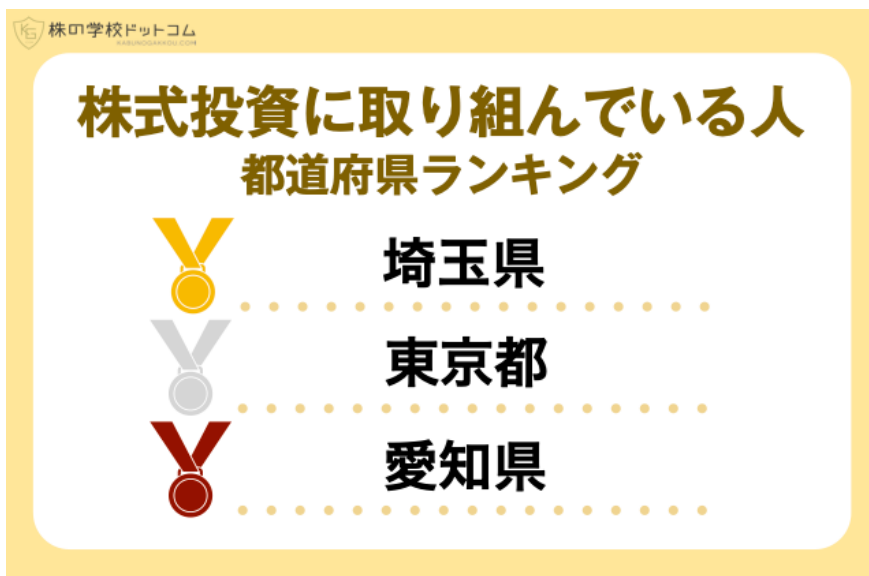 株の学校ドットコム
KABUNOGAKKOU.COM
株式投資に取り組んでいる人
都道府県ランキング
埼玉県
東京都
愛知県